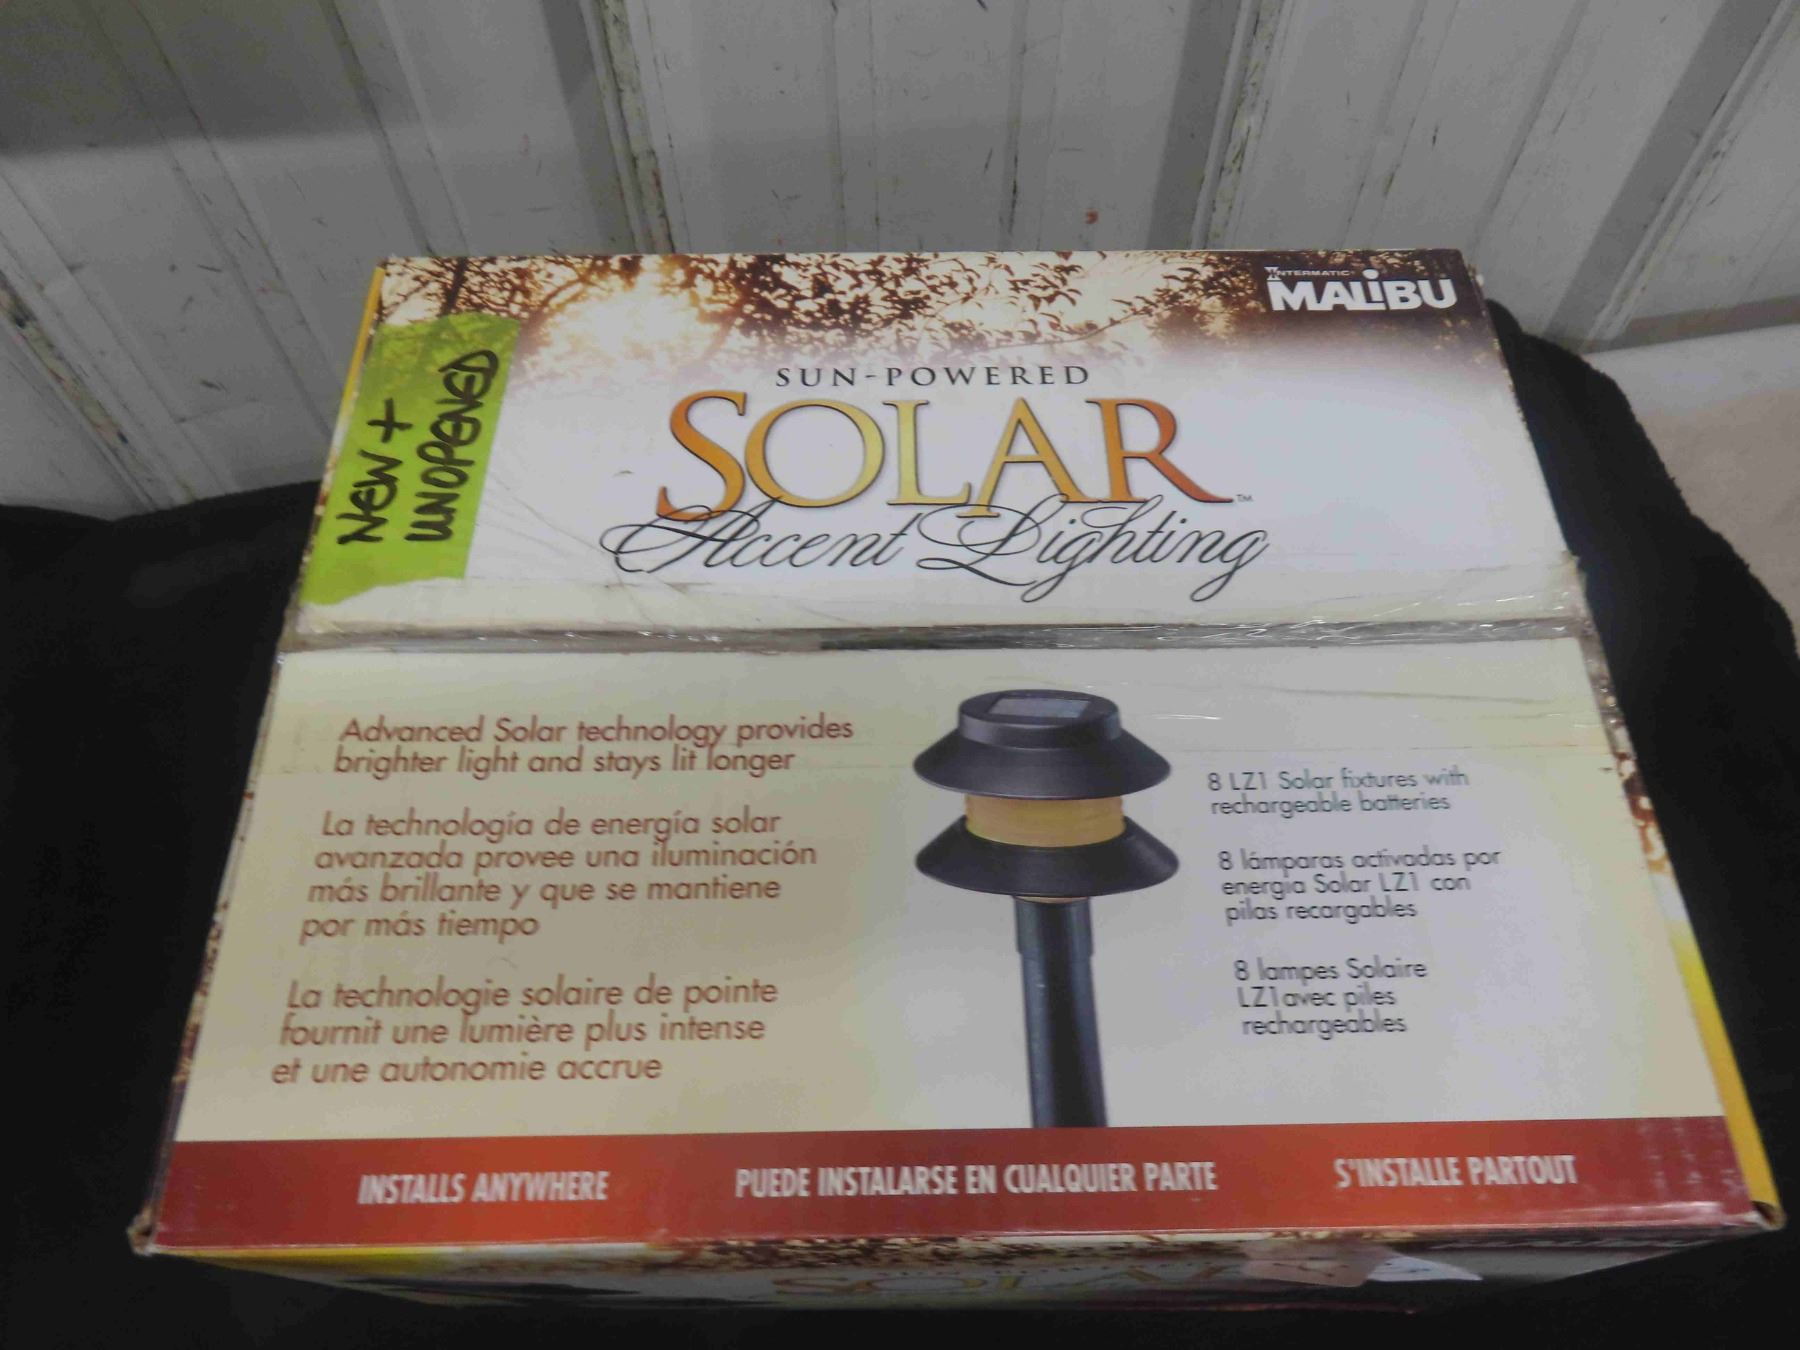 INTERMATIC
MALiBU
NEW +
UNOPENED
SUN-POWERED
SOLAR™
Accent Lighting
Advanced Solar technology provides
brighter light and stays lit longer
La tecnología de energía solar
avanzada provee una iluminación
más brillante y que se mantiene
por más tiempo
La technologie solaire de pointe
fournit une lumière plus intense
et une autonomie accrue
8 LZ1 Solar fixtures with
rechargeable batteries
8 lámparas activadas por
energia Solar LZ1 con
pilas recargables
8 lampes Solaire
LZ1avec piles
rechargeables
INSTALLS ANYWHERE
PUEDE INSTALARSE EN CUALQUIER PARTE
S'INSTALLE PARTOUT
SOLAR